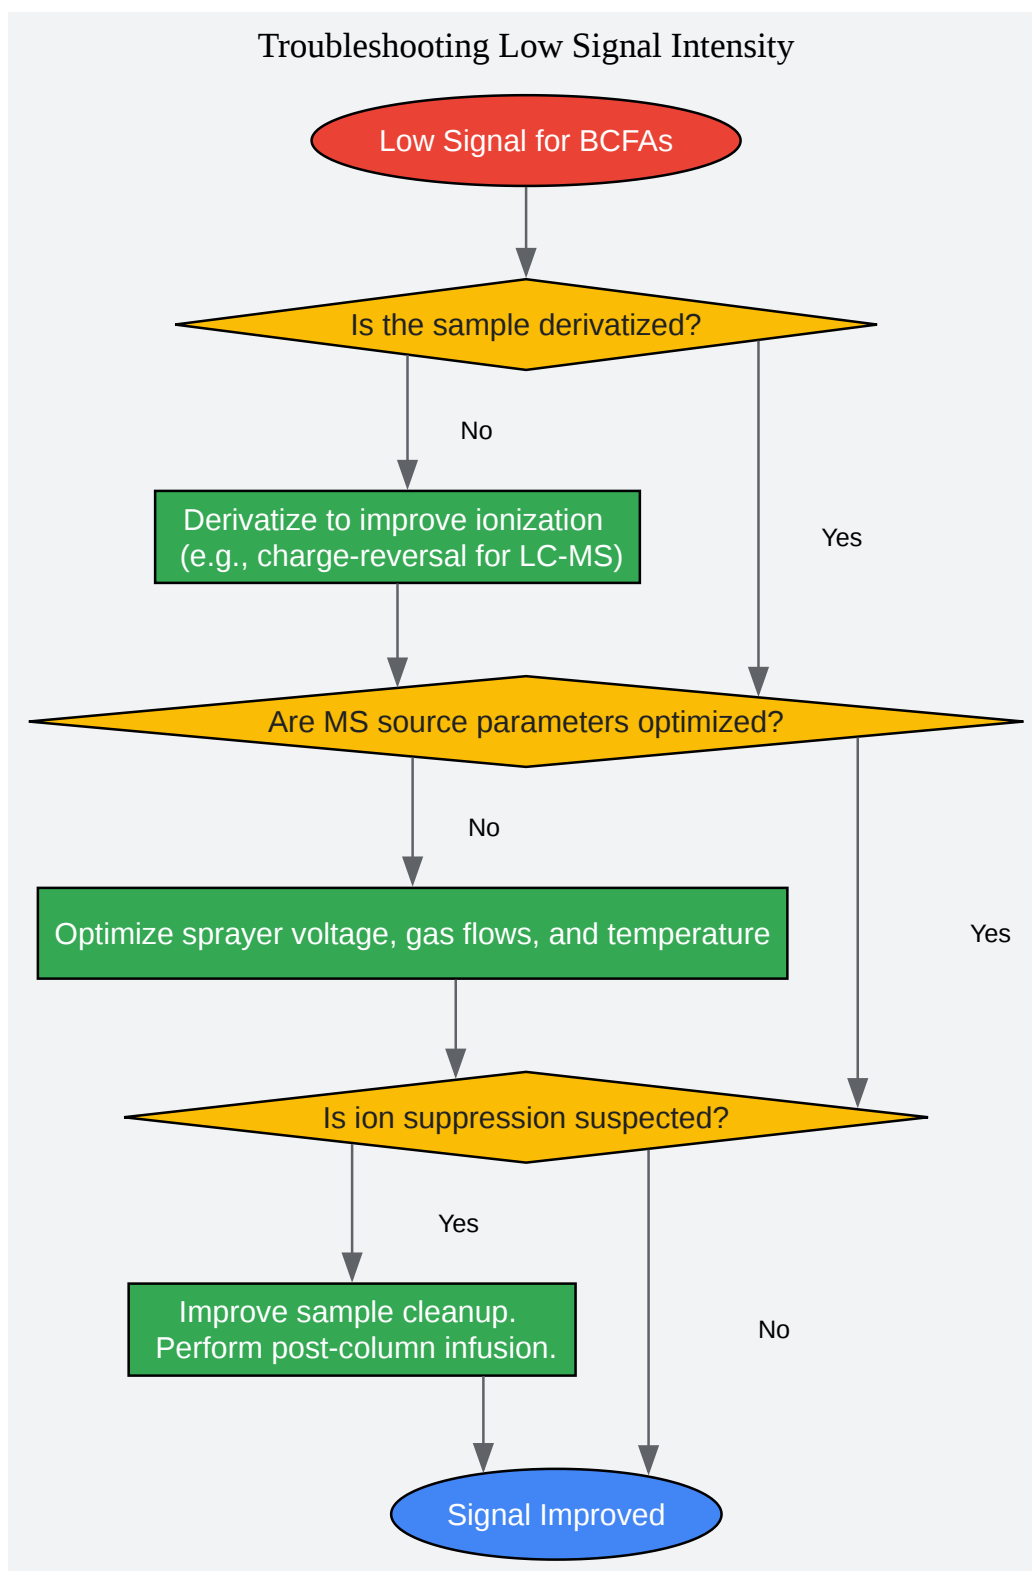 Troubleshooting Low Signal Intensity
Low Signal for BCFAs
Is the sample derivatized?
No
Derivatize to improve ionization
(e.g., charge-reversal for LC-MS)
Yes
Are MS source parameters optimized?
No
Optimize sprayer voltage, gas flows, and temperature
Yes
Is ion suppression suspected?
Yes
Improve sample cleanup.
Perform post-column infusion.
No
Signal Improved